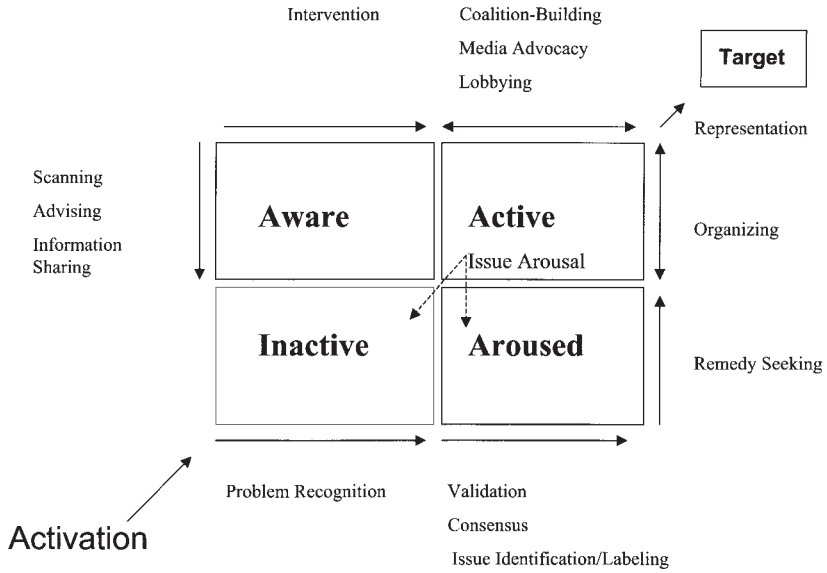 Intervention
Coalition-Building
Media Advocacy
Lobbying
Target
Representation
Scanning
Advising
Information
Sharing
Aware
Active
Issue Arousal
Organizing
Inactive
Aroused
Remedy Seeking
Problem Recognition
Validation
Consensus
Issue Identification/Labeling
Activation